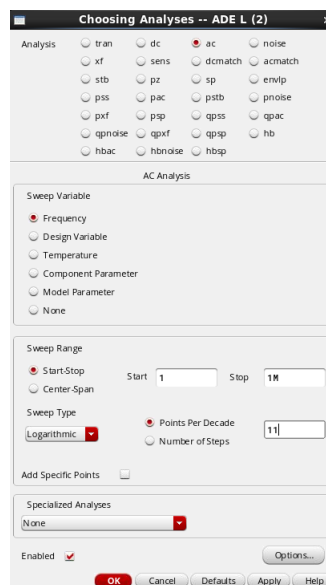 Choosing Analyses -- ADE L (2)
Analysis tran dc ac noise
xf sens dcmatch acmatch
stb pz sp envlp
pss pac pstb pnoise
pxf psp qpss qpac
qpnoise qpxf qpsp hb
hbac hbnoise hbsp
AC Analysis
Sweep Variable
Frequency
Design Variable
Temperature
Component Parameter
Model Parameter
None
Sweep Range
Start-Stop
Start 1 Stop 1M
Center-Span
Sweep Type
Logarithmic
Points Per Decade
11
Number of Steps
Add Specific Points
Specialized Analyses
None
Enabled Options...
OK Cancel Defaults Apply Help